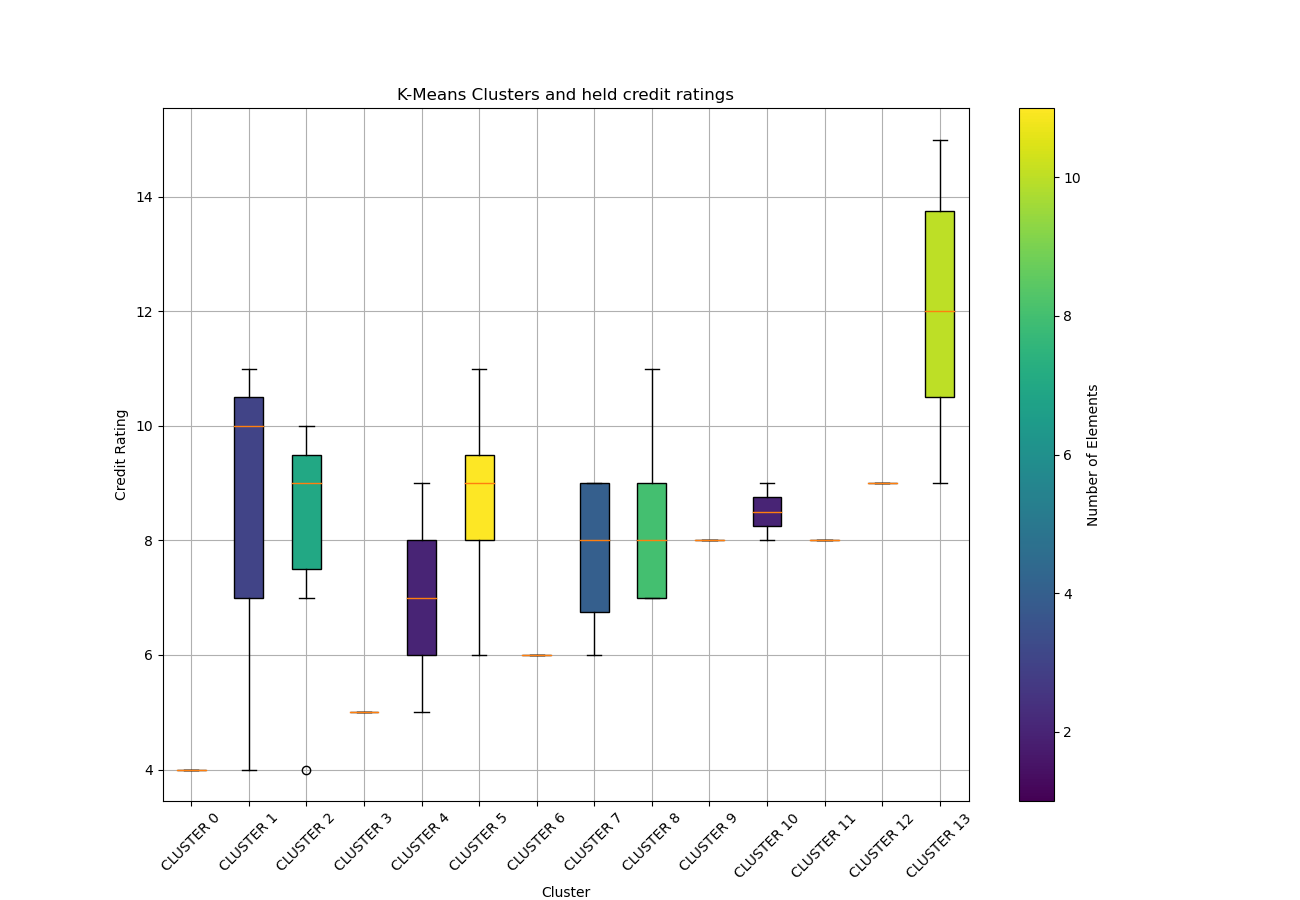 K-Means Clusters and held credit ratings
Credit Rating
14
12
10
8
6
4
CLUSTER 0
CLUSTER 1
CLUSTER 2
CLUSTER 3
CLUSTER 4
CLUSTER 5
CLUSTER 6
CLUSTER 7
CLUSTER 8
CLUSTER 9
CLUSTER 10
CLUSTER 11
CLUSTER 12
CLUSTER 13
Cluster
10
8
6
4
2
Number of Elements